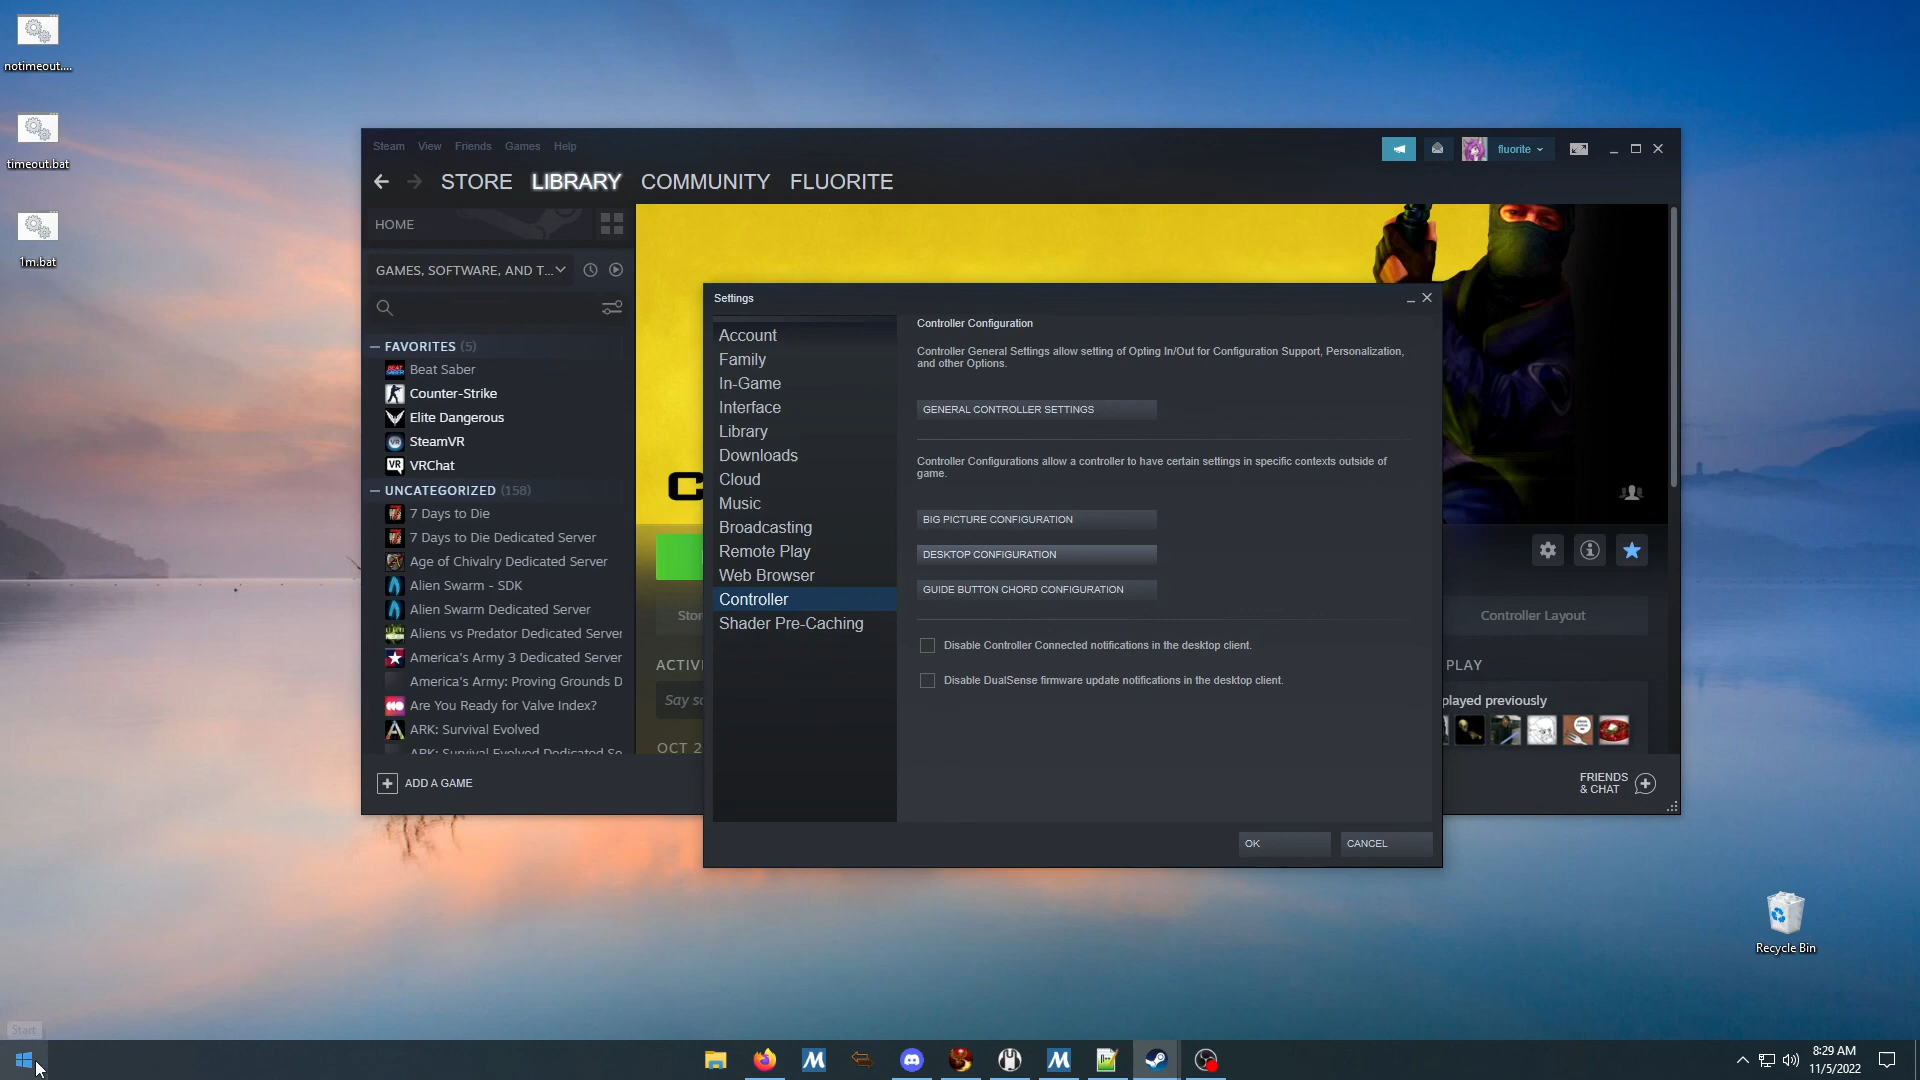 notimeout....
timeout.bat
1m.bat
Steam View Friends Games Help
fluorite
STORE LIBRARY COMMUNITY FLUORITE
HOME
GAMES, SOFTWARE, AND T...
FAVORITES (5)
Beat Saber
Counter-Strike
Elite Dangerous
SteamVR
VRChat
UNCATEGORIZED (158)
7 Days to Die
7 Days to Die Dedicated Server
Age of Chivalry Dedicated Server
Alien Swarm - SDK
Alien Swarm Dedicated Server
Aliens vs Predator Dedicated Server
America's Army 3 Dedicated Server
America's Army: Proving Grounds D
Are You Ready for Valve Index?
ARK: Survival Evolved
ARK: Survival Evolved Dedicated Se
ADD A GAME
Settings
Account
Family
In-Game
Interface
Library
Downloads
Cloud
Music
Broadcasting
Remote Play
Web Browser
Controller
Shader Pre-Caching
Controller Configuration
Controller General Settings allow setting of Opting In/Out for Configuration Support, Personalization,
and other Options.
GENERAL CONTROLLER SETTINGS
Controller Configurations allow a controller to have certain settings in specific contexts outside of
game.
BIG PICTURE CONFIGURATION
DESKTOP CONFIGURATION
GUIDE BUTTON CHORD CONFIGURATION
Disable Controller Connected notifications in the desktop client.
Disable DualSense firmware update notifications in the desktop client.
OK
CANCEL
C
Stor
ACTIV
Say so
OCT 2
Controller Layout
PLAY
played previously
FRIENDS
& CHAT
Recycle Bin
Start
8:29 AM
11/5/2022